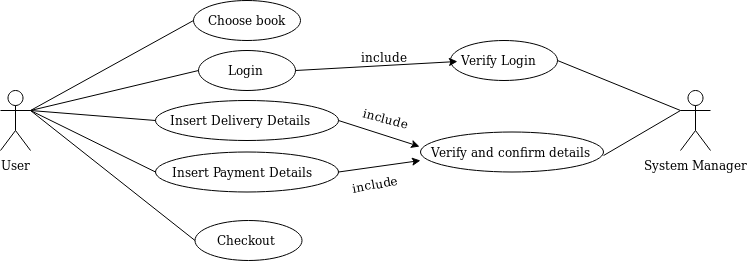 Choose book
include
Login
Verify Login
include
Insert Delivery Details
Verify and confirm details
User
System Manager
Insert Payment Details
include
Checkout